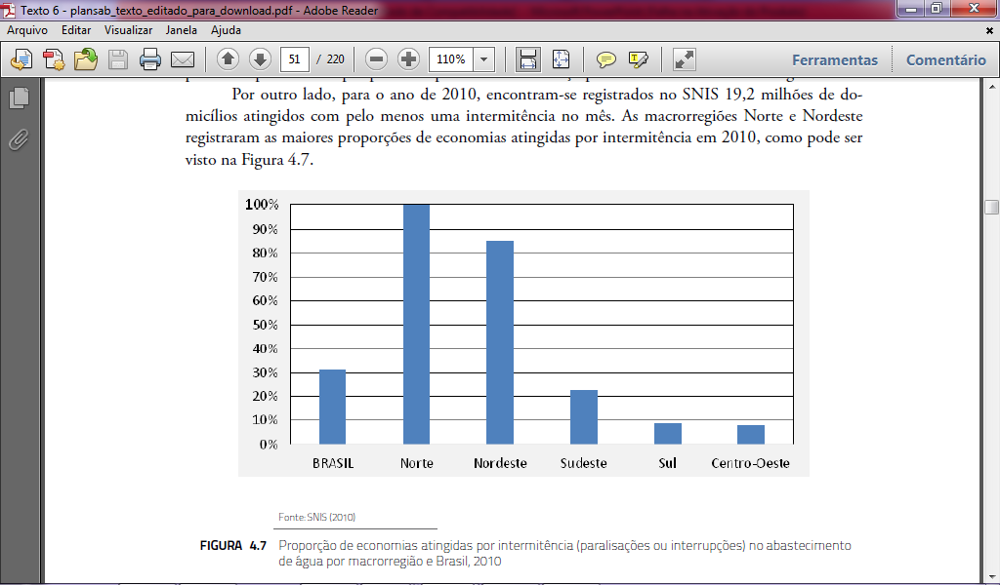 Texto 6 - plansab_texto_editado_para_download.pdf - Adobe Reader
Arquivo Editar Visualizar Janela Ajuda
51 / 220 110% Ferramentas Comentário
Por outro lado, para o ano de 2010, encontram-se registrados no SNIS 19,2 milhões de do-
micílios atingidos com pelo menos uma intermitência no mês. As macrorregiões Norte e Nordeste
registraram as maiores proporções de economias atingidas por intermitência em 2010, como pode ser
visto na Figura 4.7.
100%
90%
80%
70%
60%
50%
40%
30%
20%
10%
0%
BRASIL Norte Nordeste Sudeste Sul Centro-Oeste
Fonte: SNIS (2010)
FIGURA 4.7 Proporção de economias atingidas por intermitência (paralisações ou interrupções) no abastecimento
de água por macrorregião e Brasil, 2010